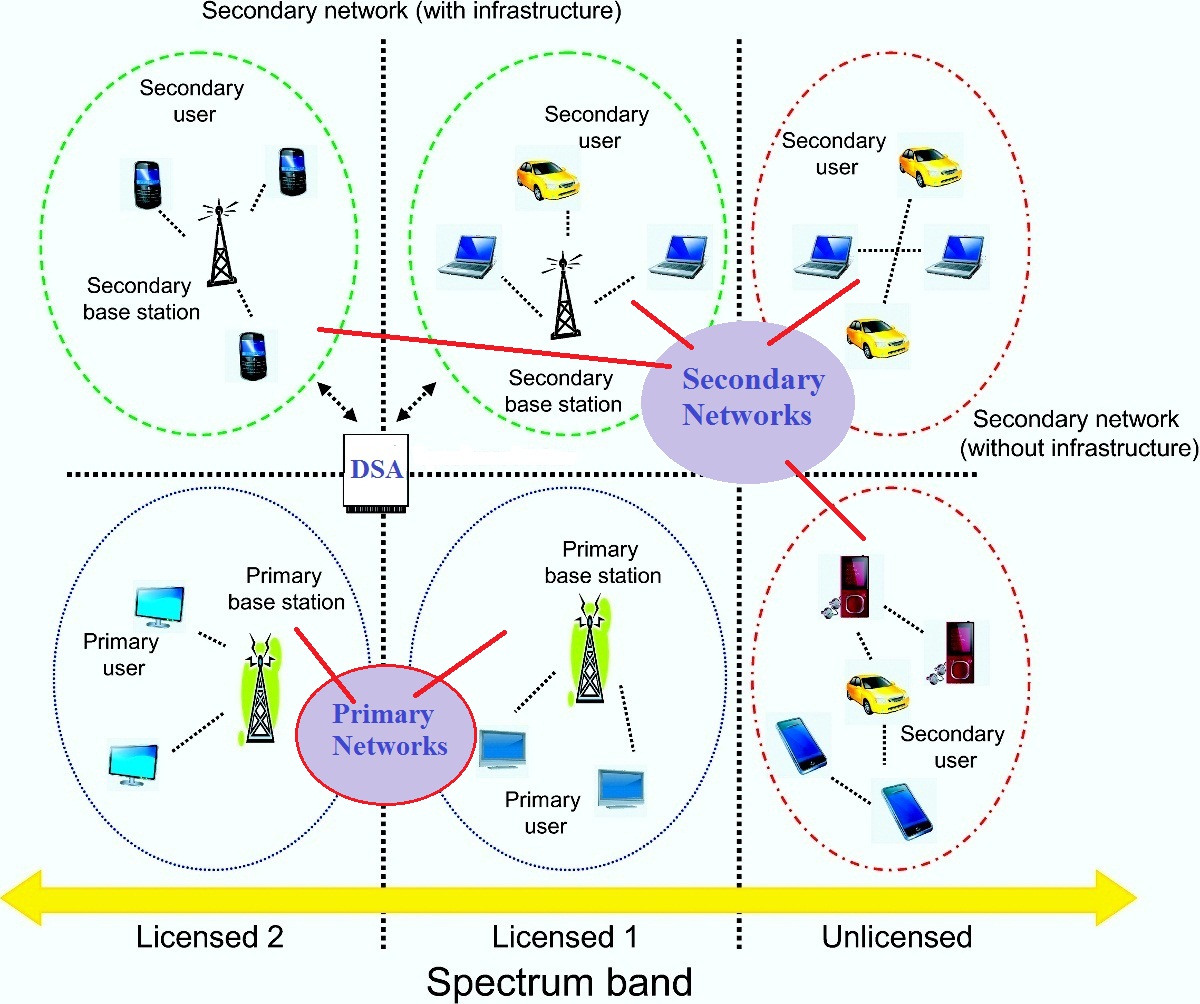 Secondary network (with infrastructure)
Secondary
user
Secondary
base station
Secondary
user
Secondary
base station
Secondary
user
Secondary
Networks
Secondary network
(without infrastructure)
DSA
Primary
user
Primary
base station
Primary
Networks
Primary
base station
Primary
user
Secondary
user
Licensed 2
Licensed 1
Unlicensed
Spectrum band